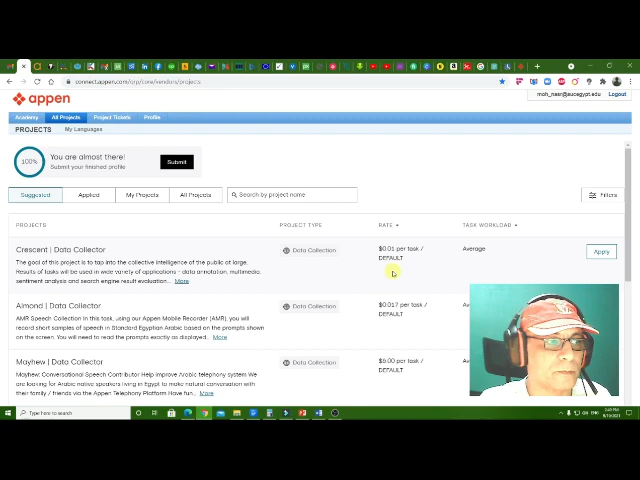 connect.appen.com/qrp/core/vendors/projects
appen
moh_nasr@aucegypt.edu
Logout
Academy
All Projects
Project Tickets
Profile
PROJECTS
My Languages
100%
You are almost there!
Submit your finished profile
Submit
Suggested
Applied
My Projects
All Projects
Search by project name
Filters
PROJECTS
PROJECT TYPE
RATE
TASK WORKLOAD
Crescent | Data Collector
The goal of this project is to tap into the collective intelligence of the public at large.
Results of tasks will be used in wide variety of applications - data annotation, multimedia,
sentiment analysis and search engine result evaluation... More
Data Collection
$0.01 per task /
DEFAULT
Average
Apply
Almond | Data Collector
AMR Speech Collection in this task, using our Appen Mobile Recorder (AMR), you will
record short samples of speech in Standard Egyptian Arabic based on the prompts shown
on the screen. You will need to read the prompts exactly as displayed. More
Data Collection
$0.017 per task /
DEFAULT
Mayhew | Data Collector
Mayhew: Conversational Speech Contributor Help improve Arabic telephony system We
are looking for Arabic native speakers living in Egypt to make natural conversation with
their family / friends via the Appen Telephony Platform Have fun... More
Data Collection
$6.00 per task /
DEFAULT
Type here to search
ENG